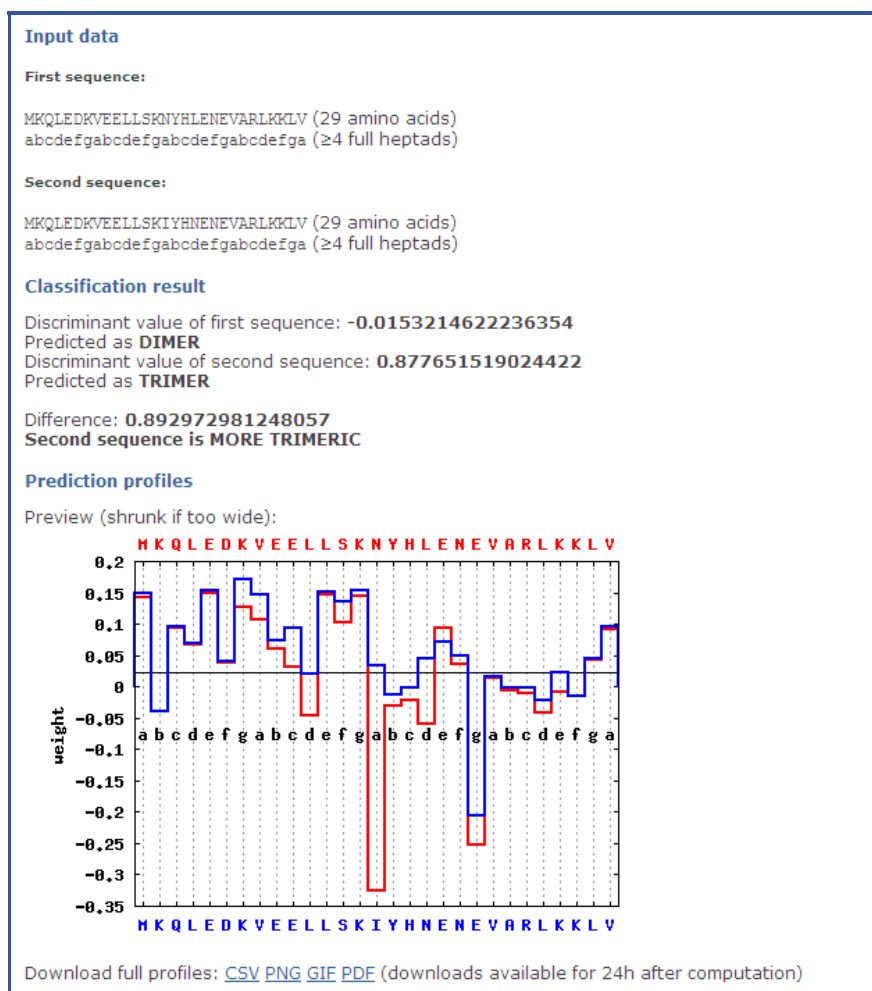 Input data
First sequence:
MKQLEDKVEELLSKNYHLENEVARLKKLV (29 amino acids)
abcdefgabcdefgabcdefgabcdefga (≥4 full heptads)
Second sequence:
MKQLEDKVEELLSKIYHNENEVARLKKLV (29 amino acids)
abcdefgabcdefgabcdefgabcdefga (≥4 full heptads)
Classification result
Discriminant value of first sequence: -0.0153214622236354
Predicted as DIMER
Discriminant value of second sequence: 0.877651519024422
Predicted as TRIMER
Difference: 0.892972981248057
Second sequence is MORE TRIMERIC
Prediction profiles
Preview (shrunk if too wide):
M K Q L E D K V E E L L S K N Y H L E N E V A R L K K L V
0.2
0.15
0.1
0.05
0
-0.05
-0.1
-0.15
-0.2
-0.25
-0.3
-0.35
weight
a b c d e f g a b c d e f g a b c d e f g a b c d e f g a
M K Q L E D K V E E L L S K I Y H N E N E V A R L K K L V
Download full profiles: CSV PNG GIF PDF (downloads available for 24h after computation)